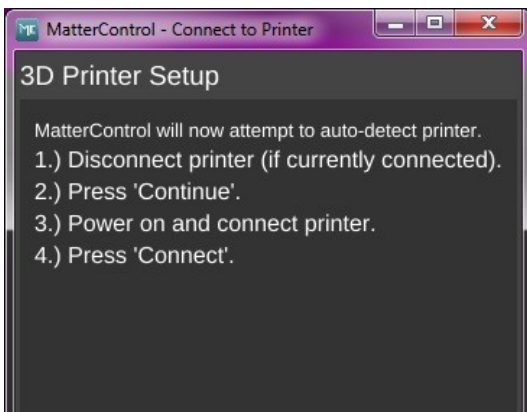 MC MatterControl - Connect to Printer
3D Printer Setup
MatterControl will now attempt to auto-detect printer.
1.) Disconnect printer (if currently connected).
2.) Press 'Continue'.
3.) Power on and connect printer.
4.) Press 'Connect'.